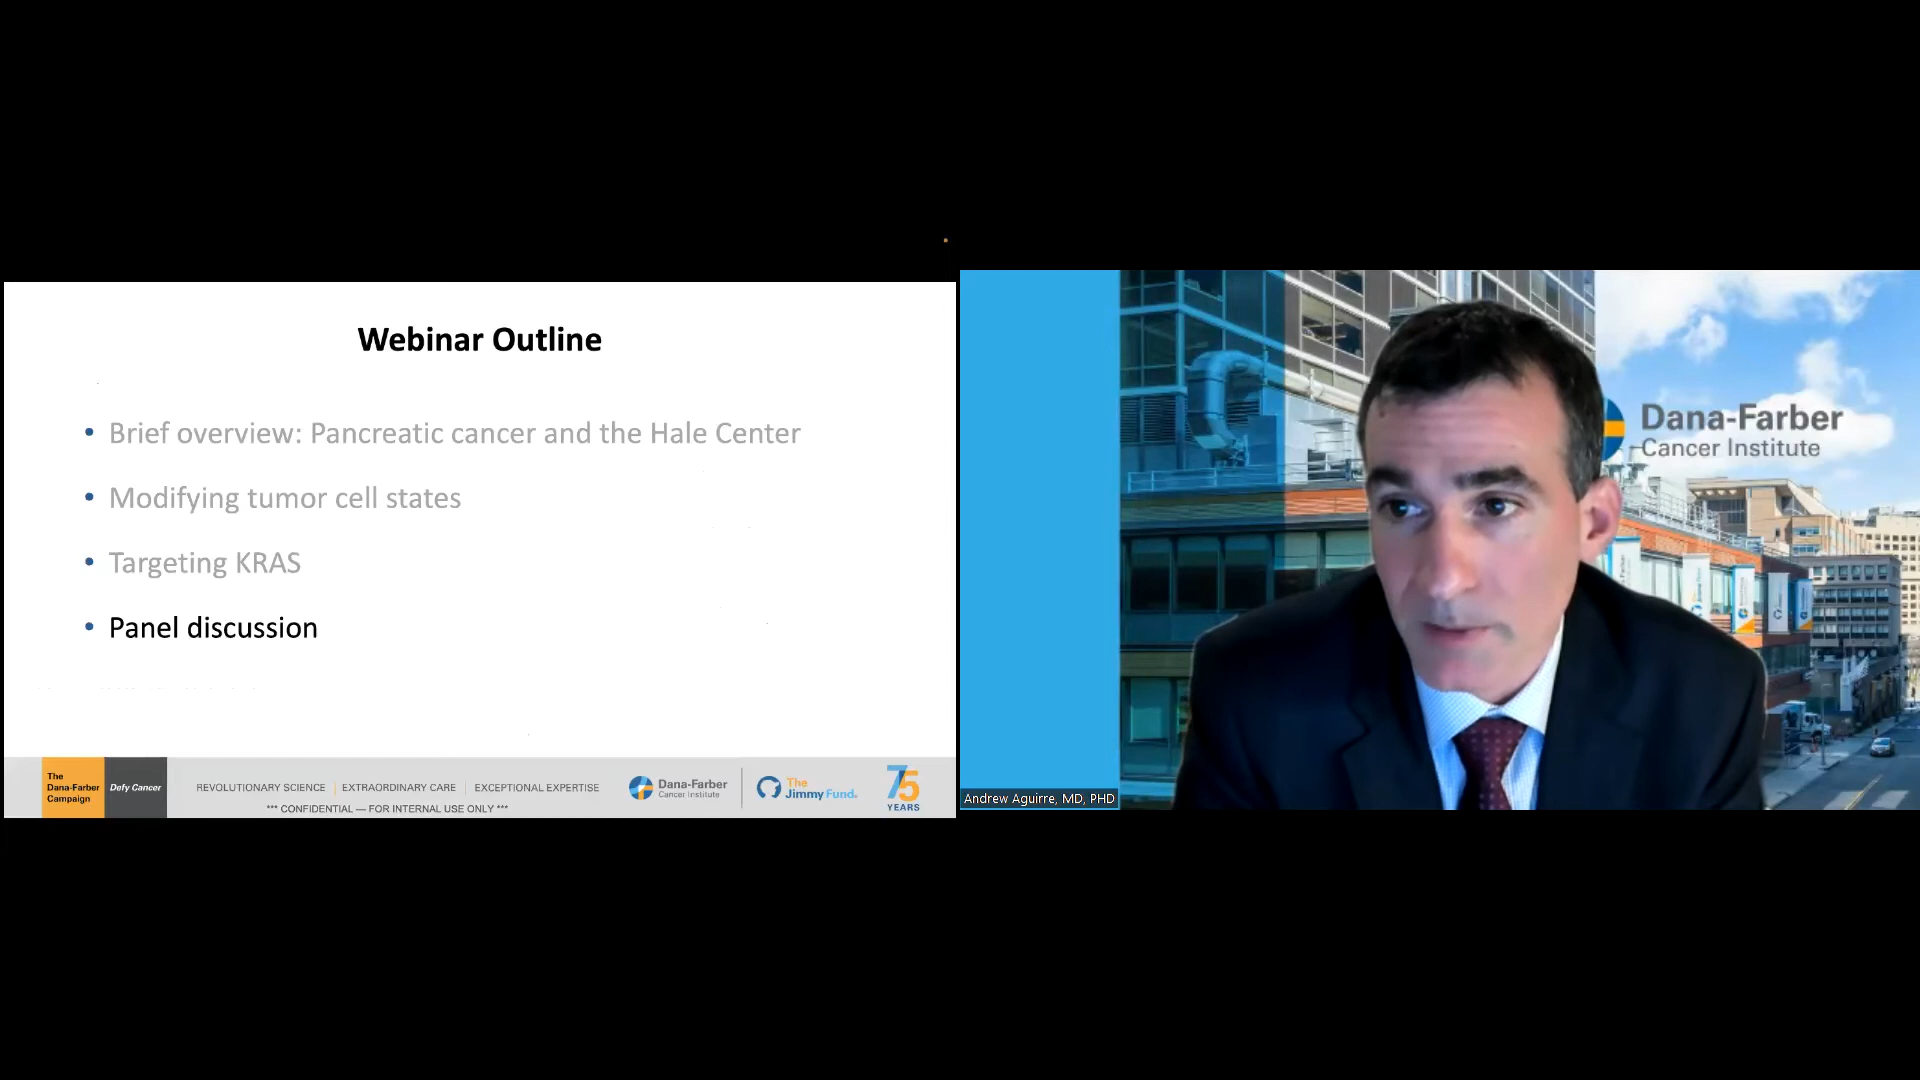 Webinar Outline
• Brief overview: Pancreatic cancer and the Hale Center
• Modifying tumor cell states
• Targeting KRAS
• Panel discussion
The
Dana-Farber
Campaign
Defy Cancer
REVOLUTIONARY SCIENCE | EXTRAORDINARY CARE | EXCEPTIONAL EXPERTISE
*** CONFIDENTIAL — FOR INTERNAL USE ONLY ***
Dana-Farber
Cancer Institute
The
Jimmy Fund.
75
YEARS
Dana-Farber
Cancer Institute
Andrew Aguirre, MD, PHD